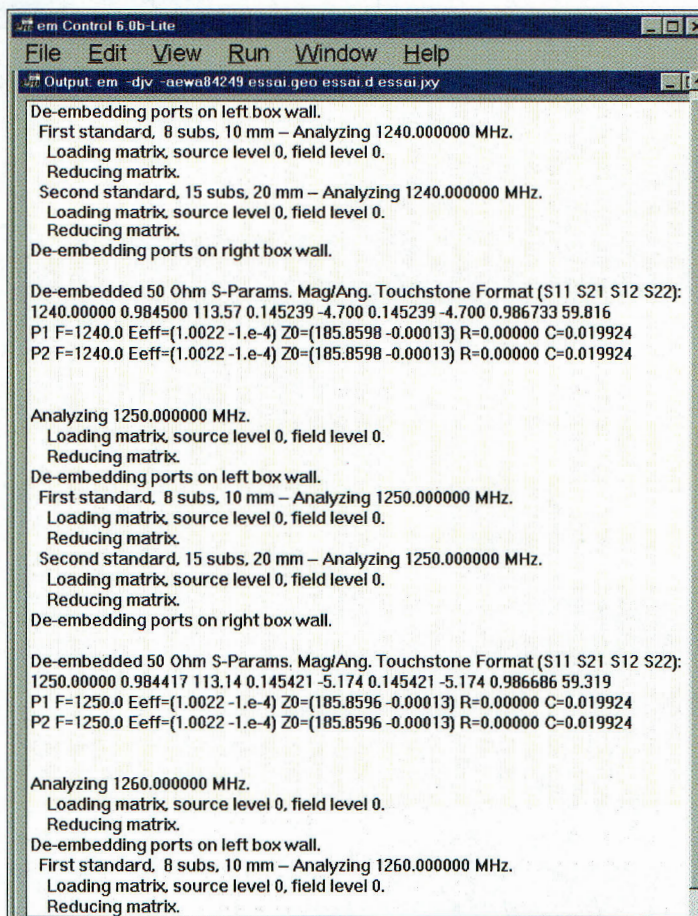 em Control 6.0b-Lite
File Edit View Run Window Help
Output: em -djv -aewa84249 essai.geo essai.d essai.jxy
De-embedding ports on left box wall.
First standard, 8 subs, 10 mm – Analyzing 1240.000000 MHz.
Loading matrix, source level 0, field level 0.
Reducing matrix.
Second standard, 15 subs, 20 mm – Analyzing 1240.000000 MHz.
Loading matrix, source level 0, field level 0.
Reducing matrix.
De-embedding ports on right box wall.
De-embedded 50 Ohm S-Params. Mag/Ang. Touchstone Format (S11 S21 S12 S22):
1240.00000 0.984500 113.57 0.145239 -4.700 0.145239 -4.700 0.986733 59.816
P1 F=1240.0 Eeff=(1.0022 -1.e-4) Z0=(185.8598 -0.00013) R=0.00000 C=0.019924
P2 F=1240.0 Eeff=(1.0022 -1.e-4) Z0=(185.8598 -0.00013) R=0.00000 C=0.019924
Analyzing 1250.000000 MHz.
Loading matrix, source level 0, field level 0.
Reducing matrix.
De-embedding ports on left box wall.
First standard, 8 subs, 10 mm – Analyzing 1250.000000 MHz.
Loading matrix, source level 0, field level 0.
Reducing matrix.
Second standard, 15 subs, 20 mm – Analyzing 1250.000000 MHz.
Loading matrix, source level 0, field level 0.
Reducing matrix.
De-embedding ports on right box wall.
De-embedded 50 Ohm S-Params. Mag/Ang. Touchstone Format (S11 S21 S12 S22):
1250.00000 0.984417 113.14 0.145421 -5.174 0.145421 -5.174 0.986686 59.319
P1 F=1250.0 Eeff=(1.0022 -1.e-4) Z0=(185.8596 -0.00013) R=0.00000 C=0.019924
P2 F=1250.0 Eeff=(1.0022 -1.e-4) Z0=(185.8596 -0.00013) R=0.00000 C=0.019924
Analyzing 1260.000000 MHz.
Loading matrix, source level 0, field level 0.
Reducing matrix.
De-embedding ports on left box wall.
First standard, 8 subs, 10 mm – Analyzing 1260.000000 MHz.
Loading matrix, source level 0, field level 0.
Reducing matrix.